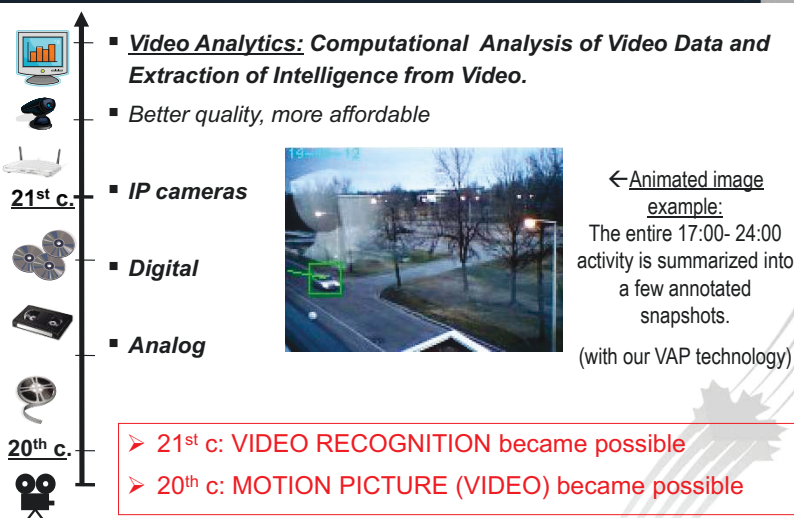 ▪ Video Analytics: Computational Analysis of Video Data and
Extraction of Intelligence from Video.
▪ Better quality, more affordable
21st c.
▪ IP cameras
▪ Digital
▪ Analog
20th c.
←Animated image
example:
The entire 17:00- 24:00
activity is summarized into
a few annotated
snapshots.
(with our VAP technology)
➢ 21st c: VIDEO RECOGNITION became possible
➢ 20th c: MOTION PICTURE (VIDEO) became possible